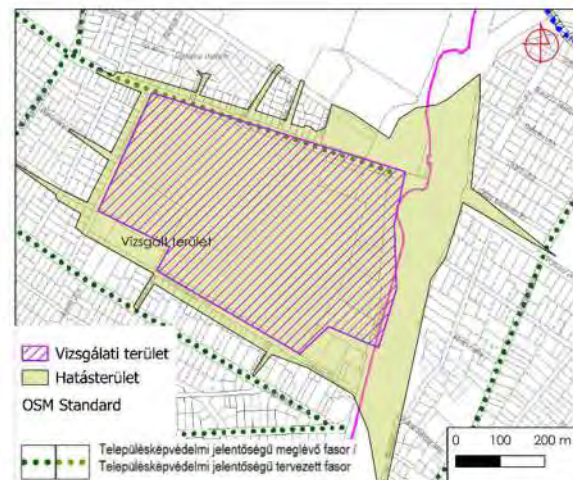 Vizsgált terület
Vizsgálati terület
Hatásterület
OSM Standard
Településképvédelmi jelentőségű meglévő fasor /
Településképvédelmi jelentőségű tervezett fasor
0 100 200 m